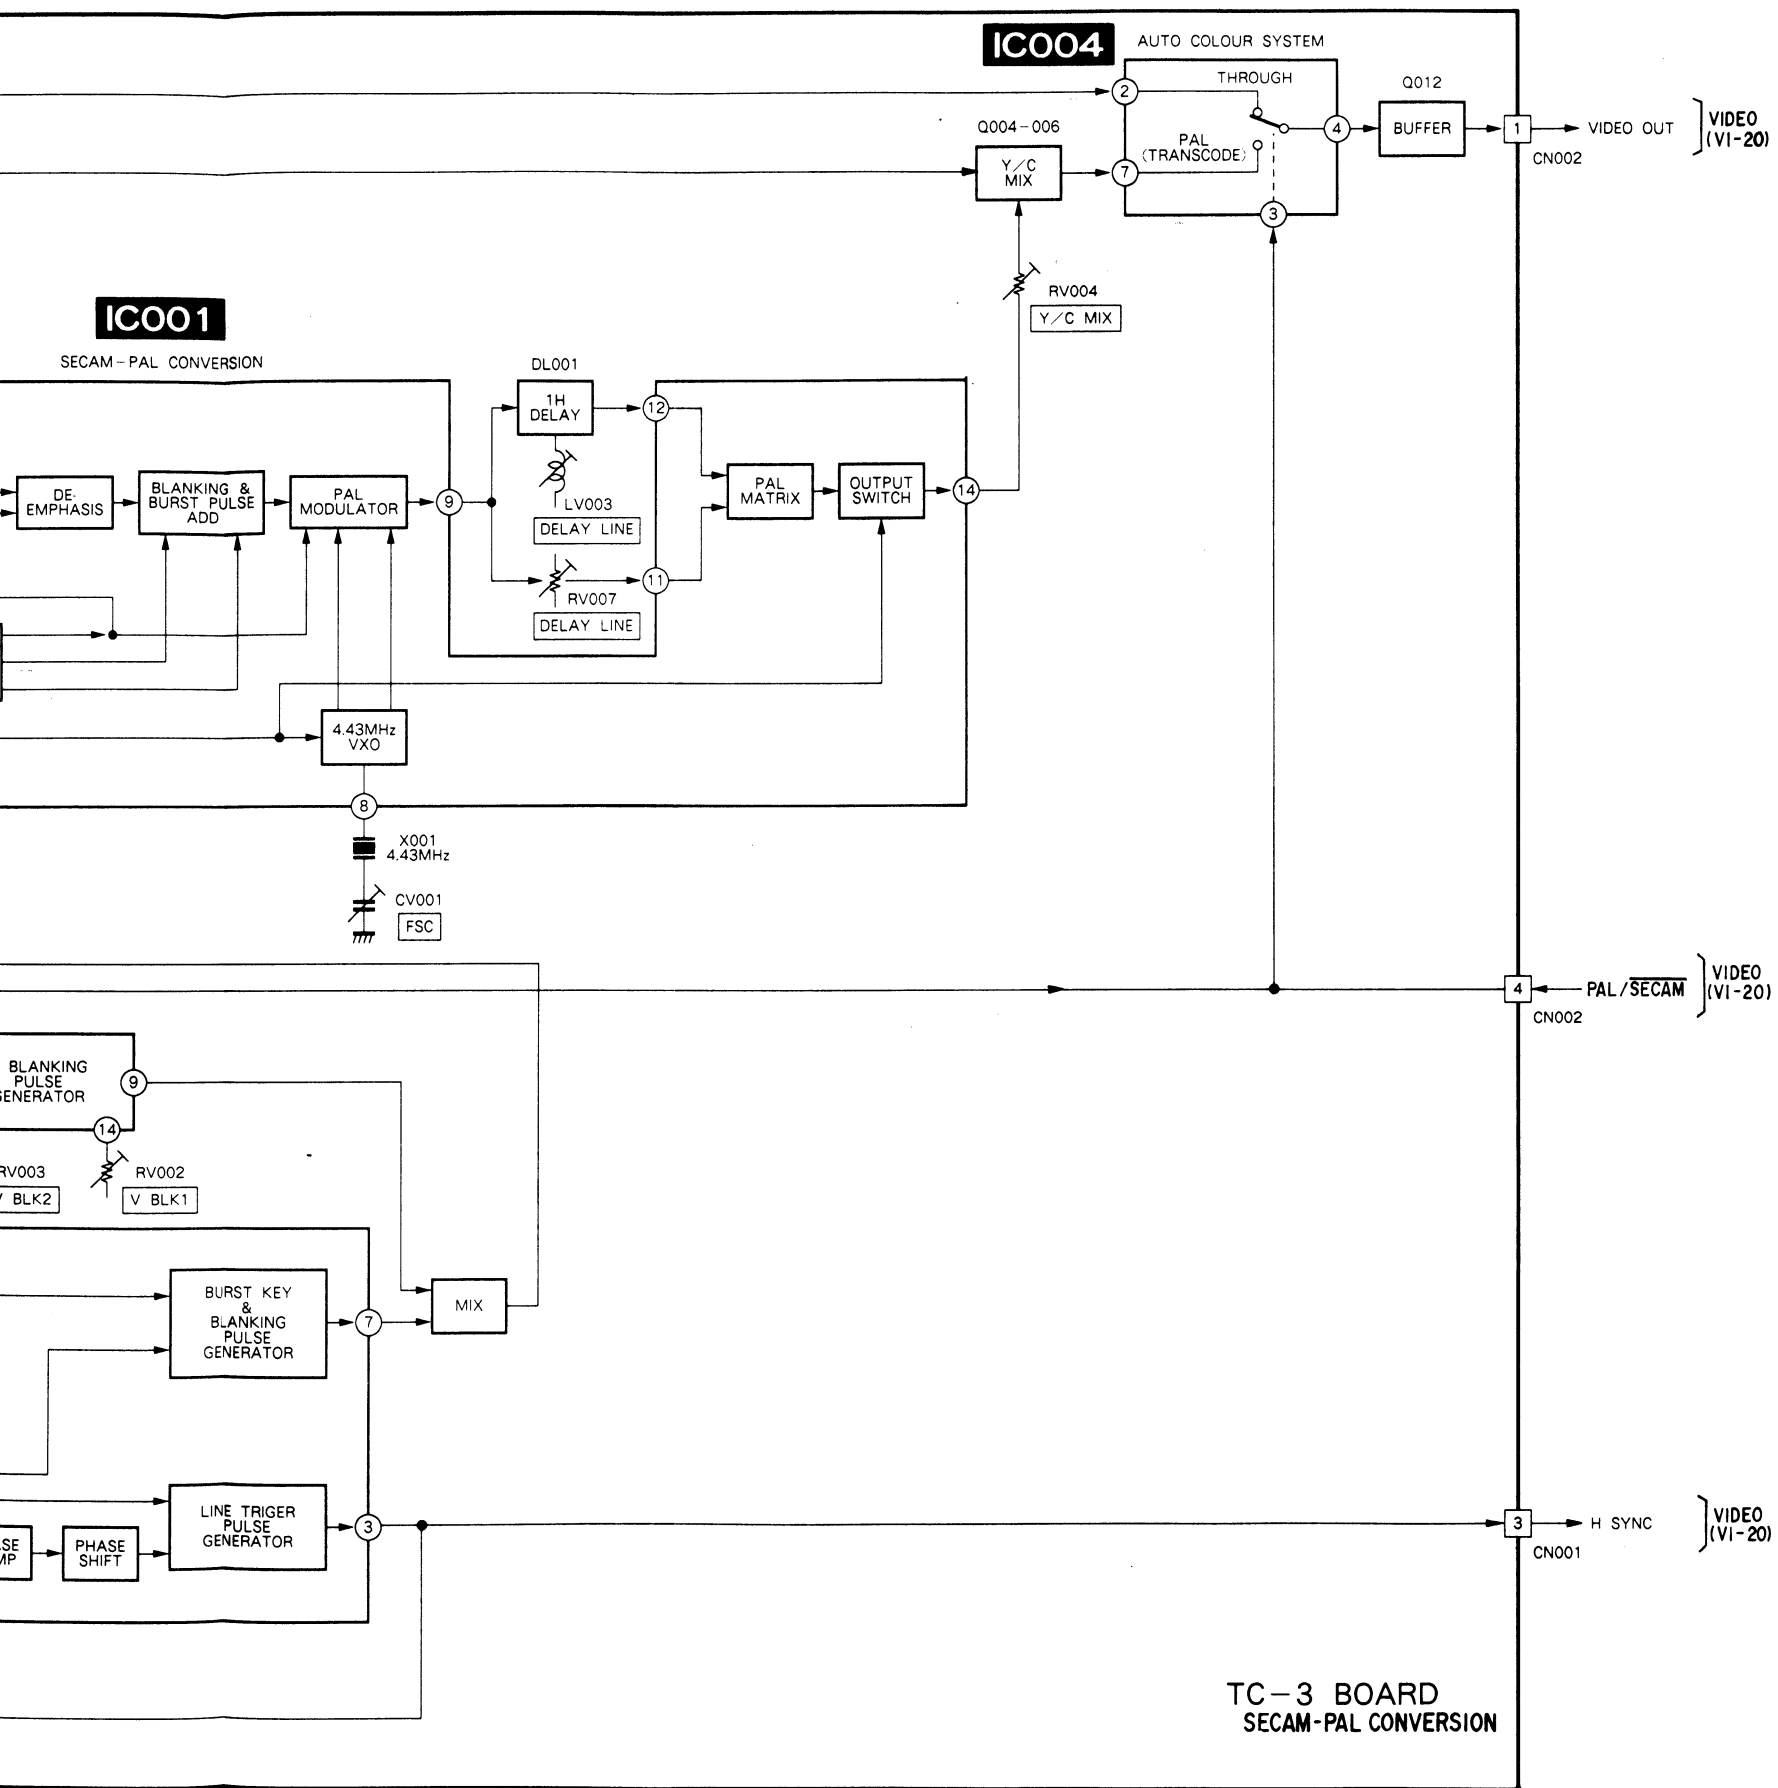 IC004
AUTO COLOUR SYSTEM
THROUGH
2
Q012
BUFFER
4
1
VIDEO OUT
VIDEO
(VI-20)
CN002
Q004-006
Y/C
MIX
PAL
(TRANSCODE)
7
3
RV004
Y/C MIX
IC001
SECAM-PAL CONVERSION
DL001
1H
DELAY
12
LV003
DELAY LINE
DE-
EMPHASIS
BLANKING &
BURST PULSE
ADD
PAL
MODULATOR
9
PAL
MATRIX
OUTPUT
SWITCH
14
11
RV007
DELAY LINE
4.43MHz
VXO
8
X001
4.43MHz
CV001
FSC
4
PAL/SECAM
VIDEO
(VI-20)
CN002
BLANKING
PULSE
GENERATOR
9
14
RV003
V BLK2
RV002
V BLK1
BURST KEY
&
BLANKING
PULSE
GENERATOR
7
MIX
LINE TRIGER
PULSE
GENERATOR
3
PHASE
SHIFT
3
H SYNC
VIDEO
(VI-20)
CN001
TC-3 BOARD
SECAM-PAL CONVERSION